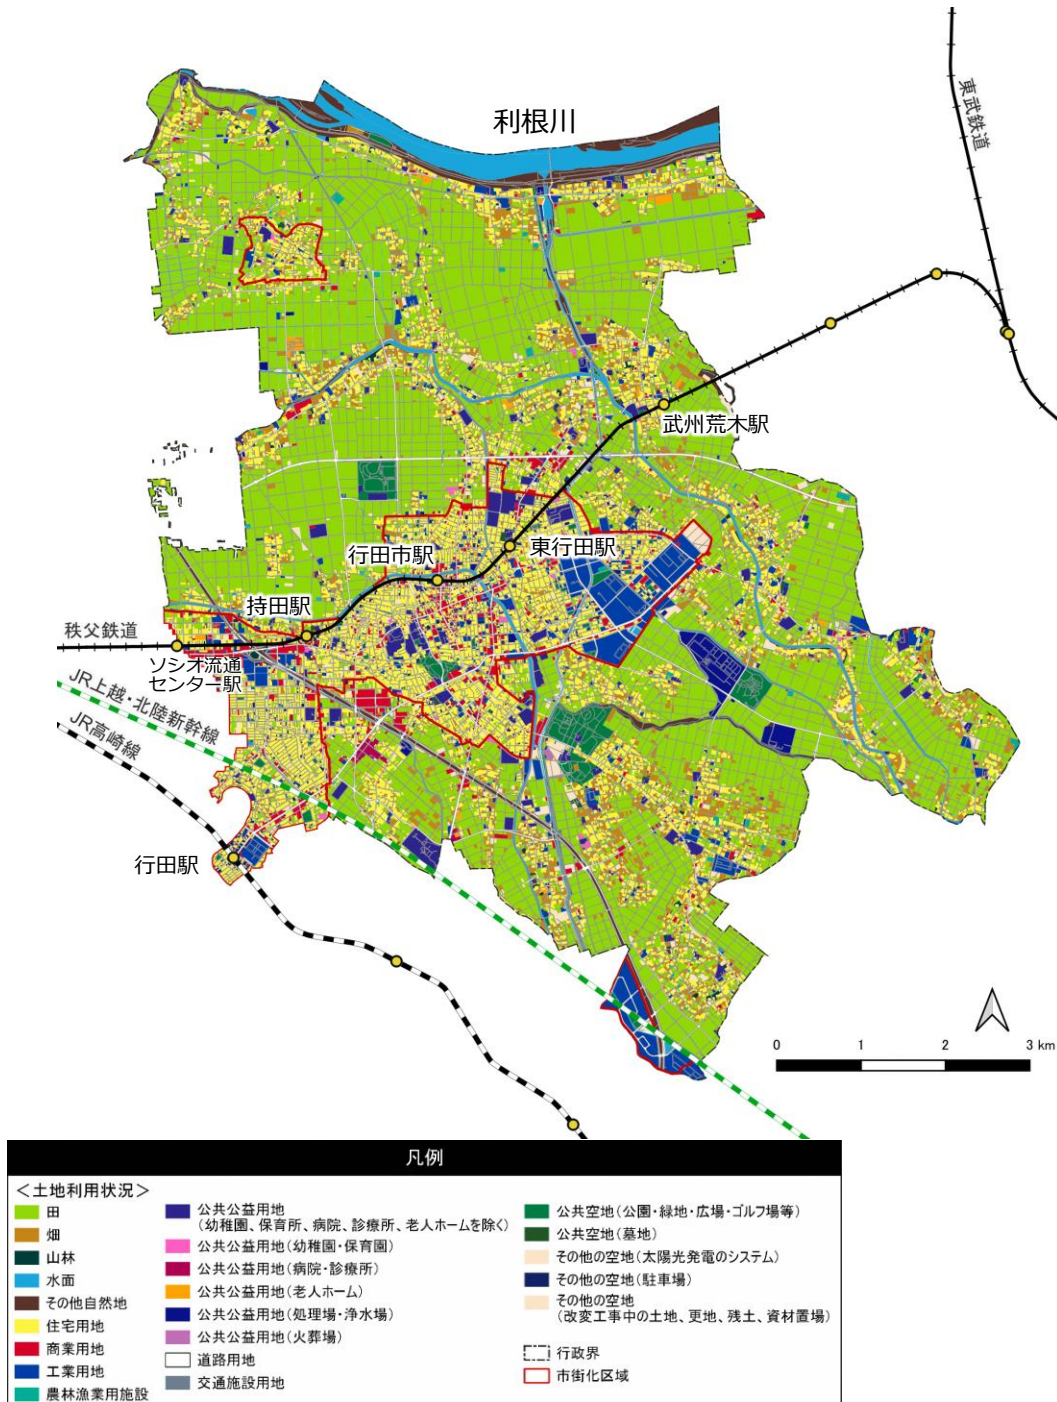 利根川
東武鉄道
武州荒木駅
東行田駅
行田市駅
持田駅
秩父鉄道
ソシオ流通
センター駅
JR上越・北陸新幹線
JR高崎線
行田駅
0 1 2 3 km
凡例
<土地利用状況>
田
畑
山林
水面
その他自然地
住宅用地
商業用地
工業用地
農林漁業用施設
公共公益用地
(幼稚園、保育所、病院、診療所、老人ホームを除く)
公共公益用地(幼稚園・保育園)
公共公益用地(病院・診療所)
公共公益用地(老人ホーム)
公共公益用地(処理場・浄水場)
公共公益用地(火葬場)
道路用地
交通施設用地
公共空地(公園・緑地・広場・ゴルフ場等)
公共空地(墓地)
その他の空地(太陽光発電のシステム)
その他の空地(駐車場)
その他の空地
(改変工事中の土地、更地、残土、資材置場)
行政界
市街化区域